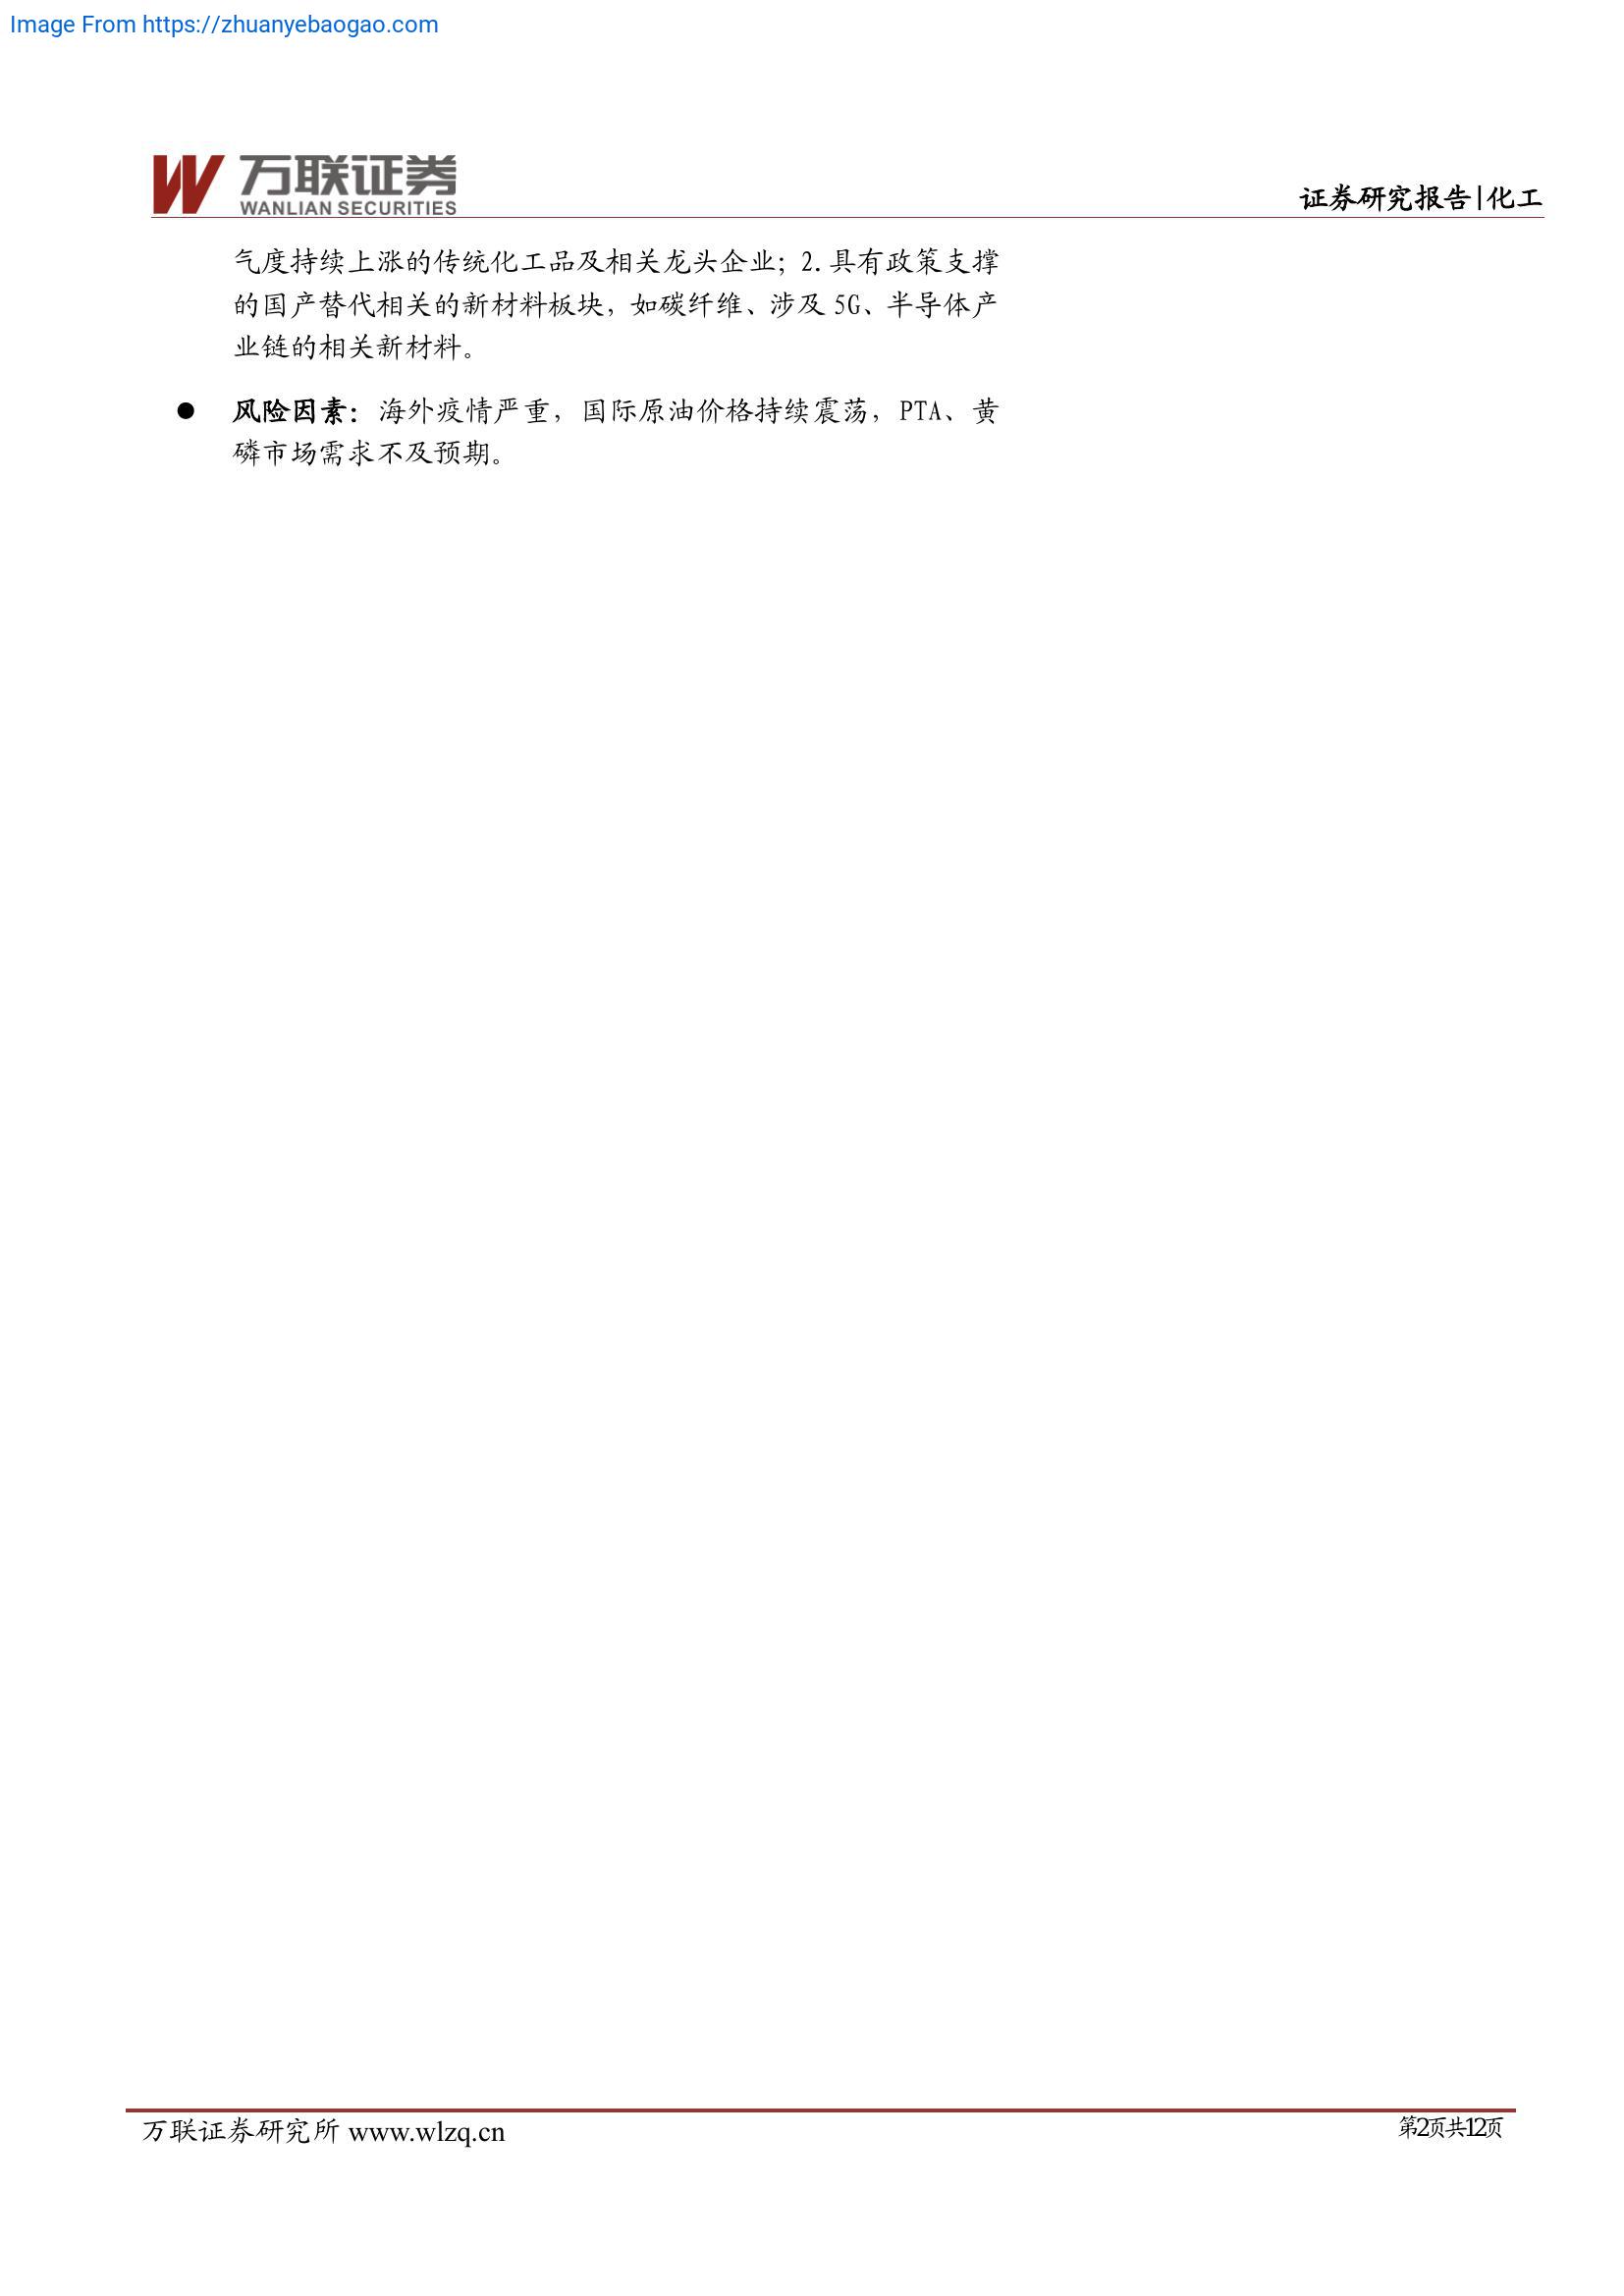 Image From https://zhuanyebaogao.com
万联证券
WANLIAN SECURITIES
证券研究报告|化工
气度持续上涨的传统化工品及相关龙头企业；2.具有政策支撑
的国产替代相关的新材料板块，如碳纤维、涉及 5G、半导体产
业链的相关新材料。
● 风险因素：海外疫情严重，国际原油价格持续震荡，PTA、黄
磷市场需求不及预期。
万联证券研究所 www.wlzq.cn
第2页共12页